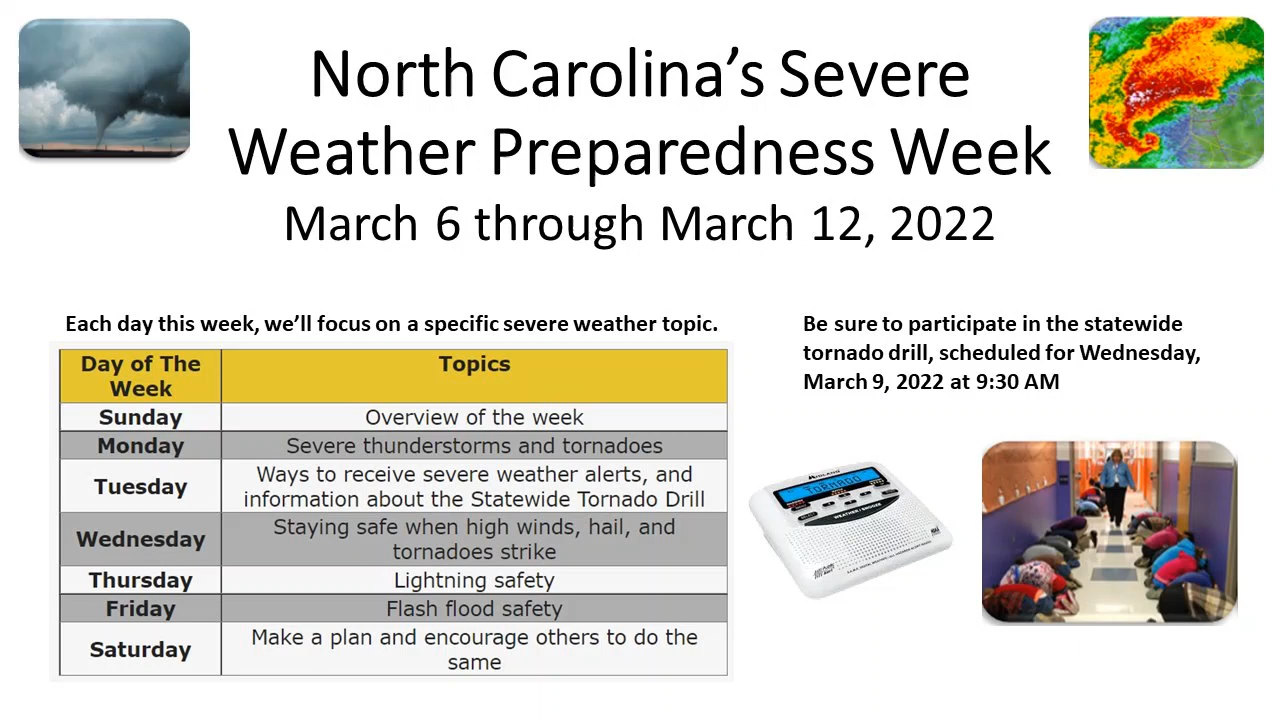 North Carolina’s Severe
Weather Preparedness Week
March 6 through March 12, 2022
Each day this week, we’ll focus on a specific severe weather topic.
Day of The
Week
Topics
Sunday
Overview of the week
Monday
Severe thunderstorms and tornadoes
Tuesday
Ways to receive severe weather alerts, and
information about the Statewide Tornado Drill
Wednesday
Staying safe when high winds, hail, and
tornadoes strike
Thursday
Lightning safety
Friday
Flash flood safety
Saturday
Make a plan and encourage others to do the
same
Be sure to participate in the statewide
tornado drill, scheduled for Wednesday,
March 9, 2022 at 9:30 AM
MIDLAND
TORNADO
WEATHER / SNOOZE